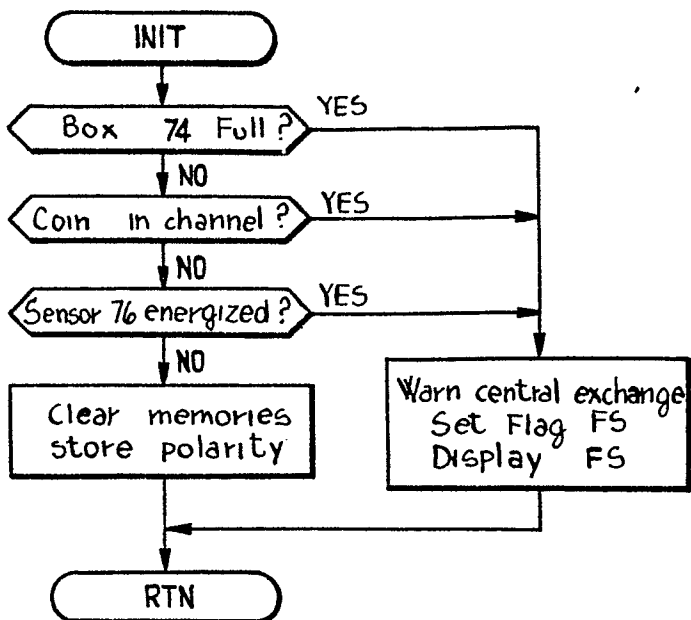 INIT
Box 74 Full ?
YES
NO
Coin in channel ?
YES
NO
Sensor 76 energized ?
YES
NO
Clear memories
store polarity
Warn central exchange
Set Flag FS
Display FS
RTN